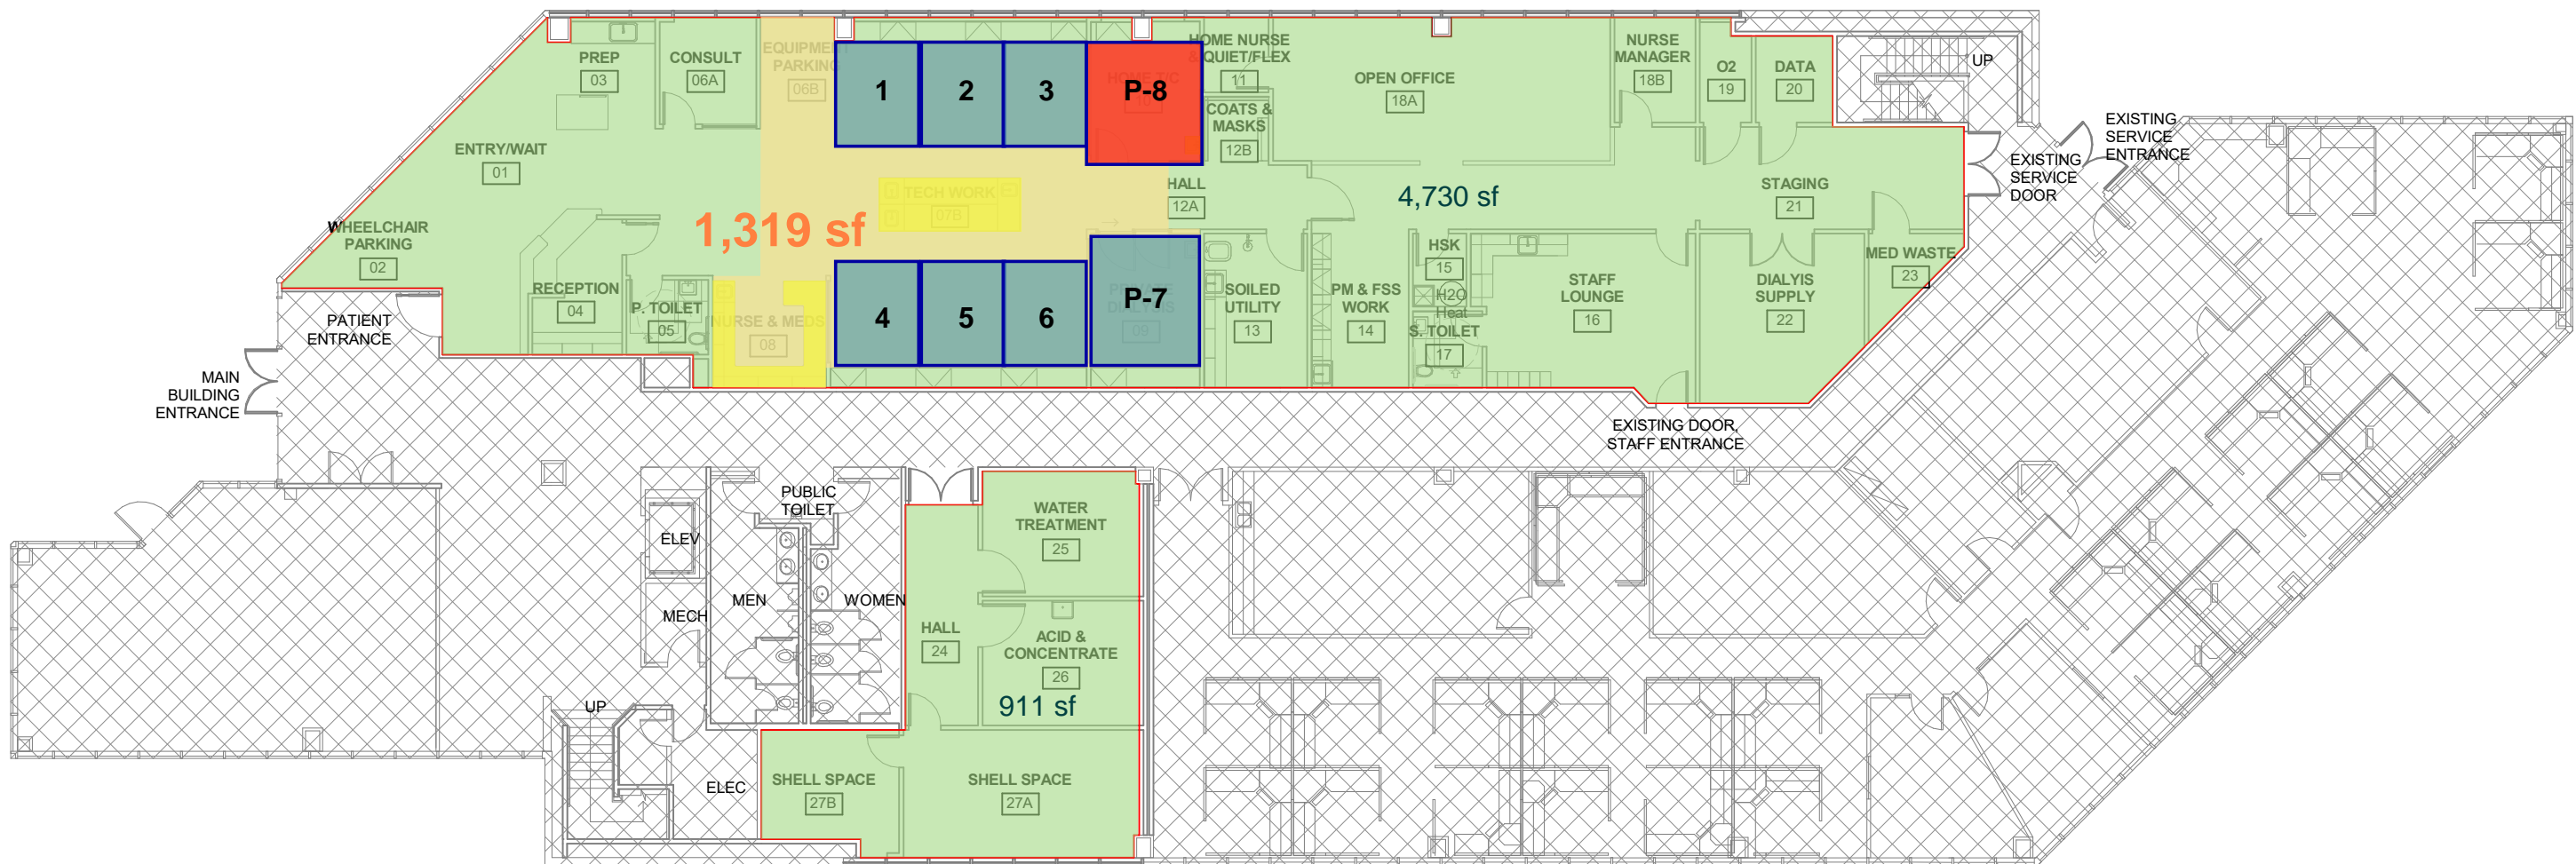 PREP
03
CONSULT
06A
EQUIPMENT
PARKING
06B
1
2
3
P-8
HOME T/C
HOME NURSE
& QUIET/FLEX
11
COATS &
MASKS
12B
OPEN OFFICE
18A
NURSE
MANAGER
18B
O2
19
DATA
20
UP
EXISTING
SERVICE
ENTRANCE
EXISTING
SERVICE
DOOR
ENTRY/WAIT
01
WHEELCHAIR
PARKING
02
1,319 sf
TECH WORK
07B
HALL
12A
4,730 sf
STAGING
21
RECEPTION
04
P. TOILET
05
NURSE & MEDS
08
4
5
6
P-7
PRIVATE
DIALYSIS
09
SOILED
UTILITY
13
PM & FSS
WORK
14
HSK
15
H2O
Heat
S. TOILET
17
STAFF
LOUNGE
16
DIALYIS
SUPPLY
22
MED WASTE
23
PATIENT
ENTRANCE
MAIN
BUILDING
ENTRANCE
EXISTING DOOR,
STAFF ENTRANCE
PUBLIC
TOILET
ELEV
MECH
MEN
WOMEN
WATER
TREATMENT
25
HALL
24
ACID &
CONCENTRATE
26
911 sf
UP
ELEC
SHELL SPACE
27B
SHELL SPACE
27A